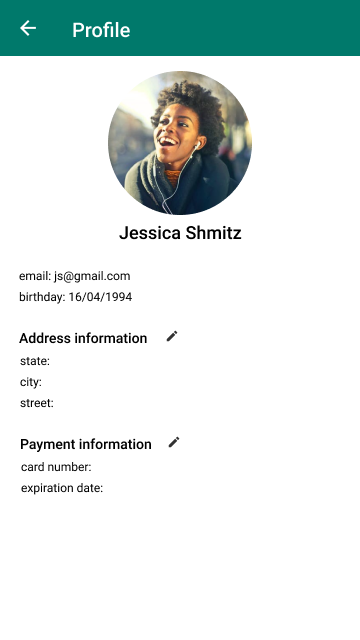 Profile
Jessica Shmitz
email: js@gmail.com
birthday: 16/04/1994
Address information
state:
city:
street:
Payment information
card number:
expiration date: